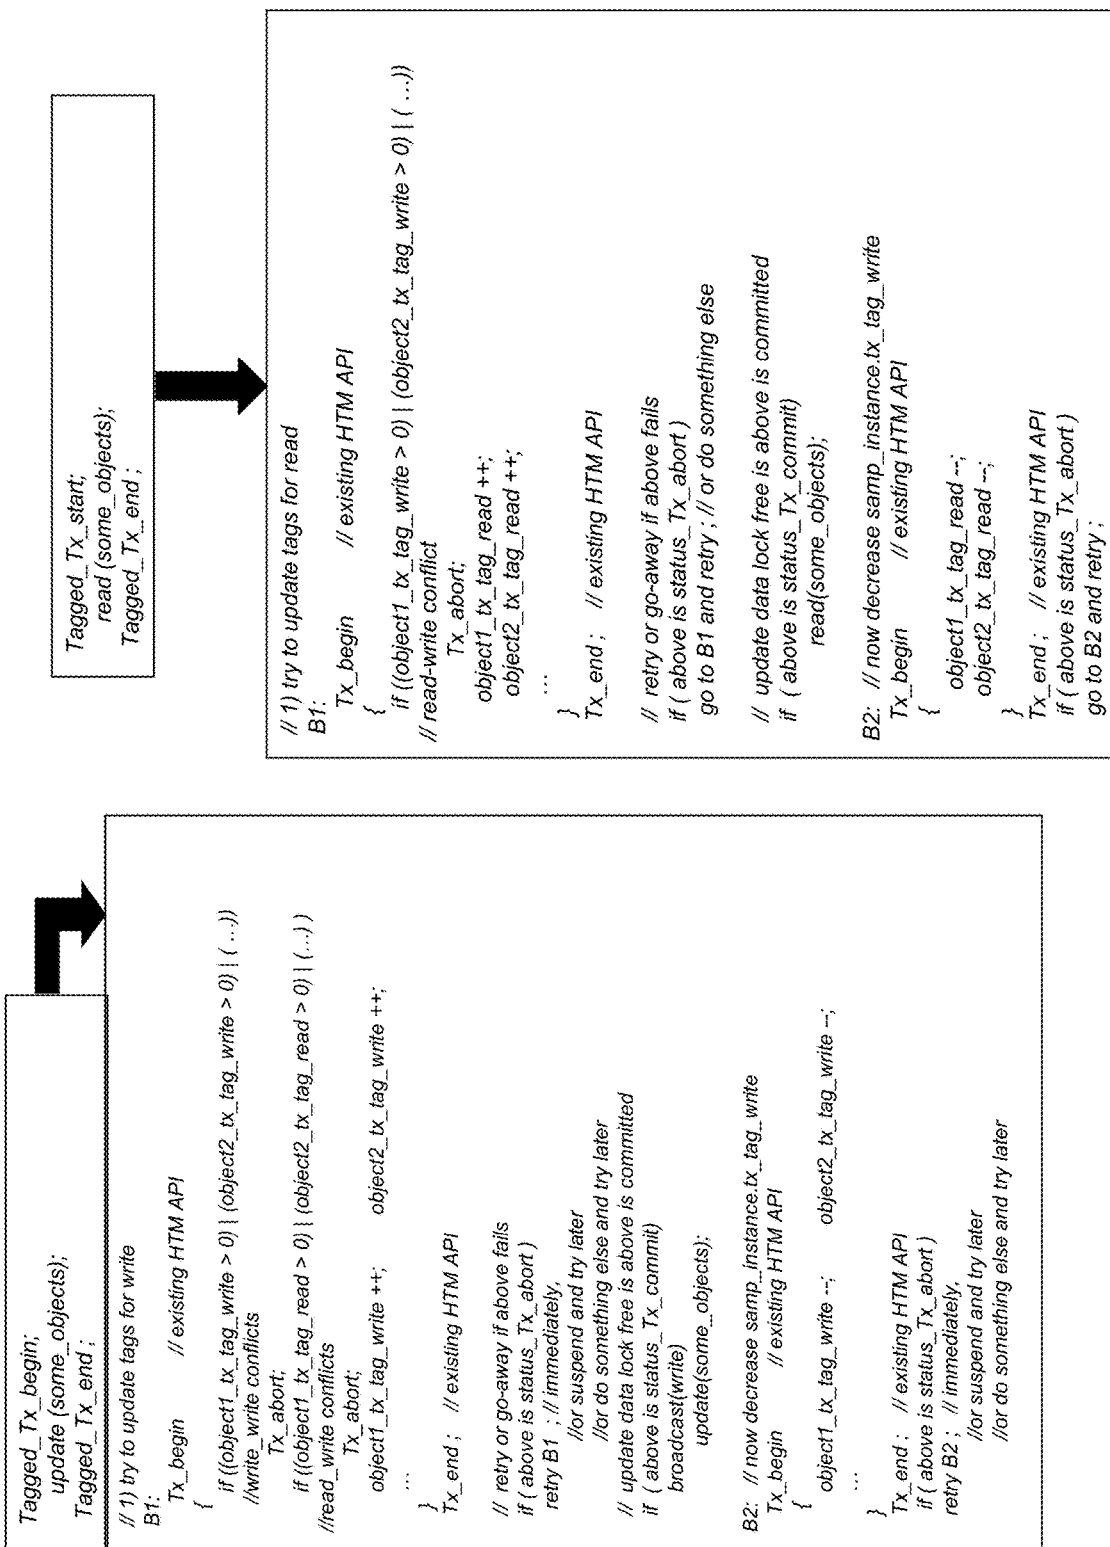 Tagged_Tx_begin;
update (some_objects);
Tagged_Tx_end ;
// 1) try to update tags for write
B1:
Tx_begin // existing HTM API
{
if ((object1_tx_tag_write > 0) | (object2_tx_tag_write > 0) | ( ...))
//write_write conflicts
Tx_abort;
if ((object1_tx_tag_read > 0) | (object2_tx_tag_read > 0) | (...) )
//read_write conflicts
Tx_abort;
object1_tx_tag_write ++; object2_tx_tag_write ++;
...
}
Tx_end ; // existing HTM API
// retry or go-away if above fails
if ( above is status_Tx_abort )
retry B1 ; // immediately,
//or suspend and try later
//or do something else and try later
// update data lock free is above is committed
if ( above is status_Tx_commit)
broadcast(write)
update(some_objects);
B2: // now decrease samp_instance.tx_tag_write
Tx_begin // existing HTM API
{
object1_tx_tag_write --; object2_tx_tag_write --;
...
}
Tx_end ; // existing HTM API
if ( above is status_Tx_abort )
retry B2 ; // immediately,
//or suspend and try later
//or do something else and try later
Tagged_Tx_start;
read (some_objects);
Tagged_Tx_end ;
// 1) try to update tags for read
B1:
Tx_begin // existing HTM API
{
if ((object1_tx_tag_write > 0) | (object2_tx_tag_write > 0) | ( ...))
// read-write conflict
Tx_abort;
object1_tx_tag_read ++;
object2_tx_tag_read ++;
...
}
Tx_end ; // existing HTM API
// retry or go-away if above fails
if ( above is status_Tx_abort )
go to B1 and retry ; // or do something else
// update data lock free is above is committed
if ( above is status_Tx_commit)
read(some_objects);
B2: // now decrease samp_instance.tx_tag_write
Tx_begin // existing HTM API
{
object1_tx_tag_read --;
object2_tx_tag_read --;
}
Tx_end ; // existing HTM API
if ( above is status_Tx_abort )
go to B2 and retry ;